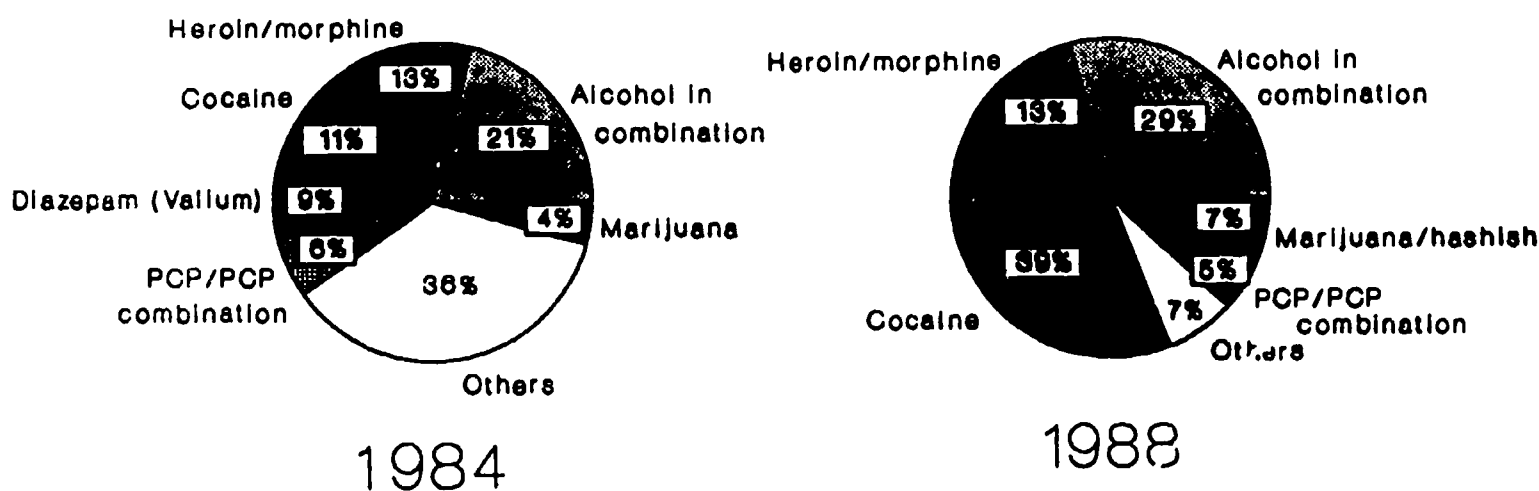 Heroin/morphine
13%
Cocaine
11%
Diazepam (Valium)
9%
6%
PCP/PCP
combination
Alcohol in
combination
21%
4%
Marijuana
36%
Others
1984
Heroin/morphine
13%
Alcohol in
combination
29%
7%
Marijuana/hashish
5%
PCP/PCP
combination
7%
Others
39%
Cocaine
1988